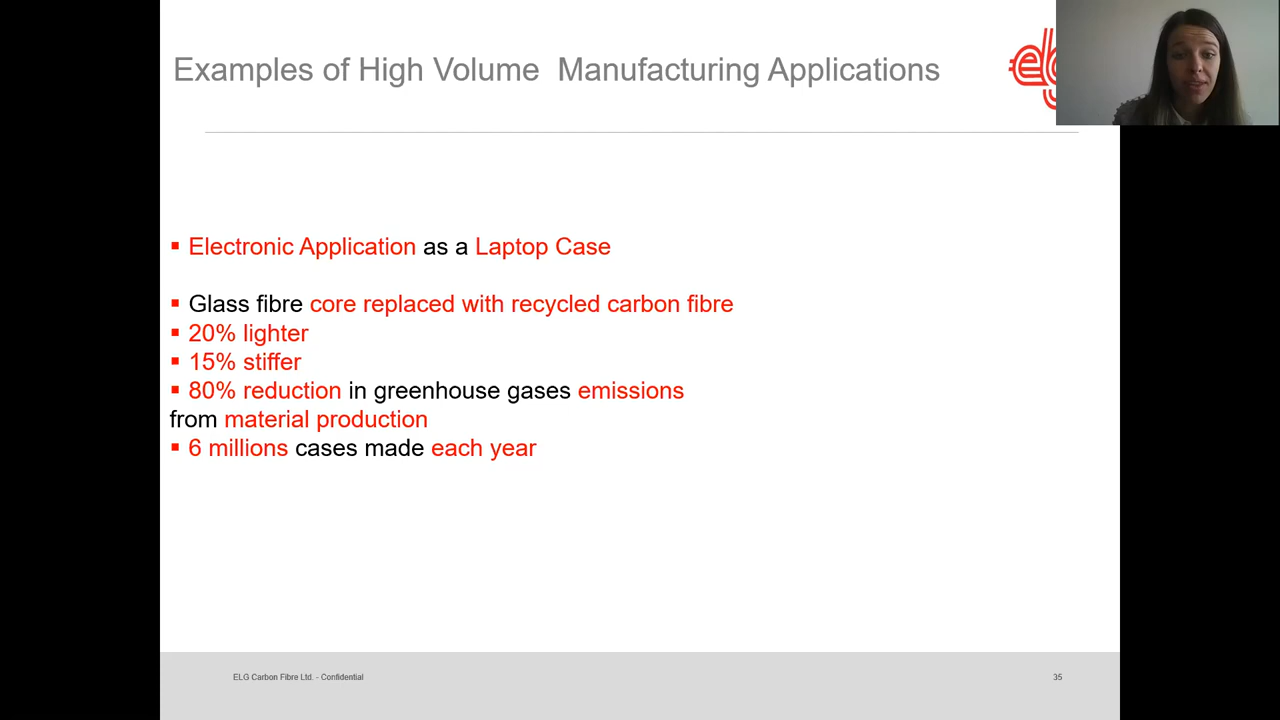 Examples of High Volume Manufacturing Applications
elg
▪ Electronic Application as a Laptop Case
▪ Glass fibre core replaced with recycled carbon fibre
▪ 20% lighter
▪ 15% stiffer
▪ 80% reduction in greenhouse gases emissions
from material production
▪ 6 millions cases made each year
ELG Carbon Fibre Ltd. - Confidential
35